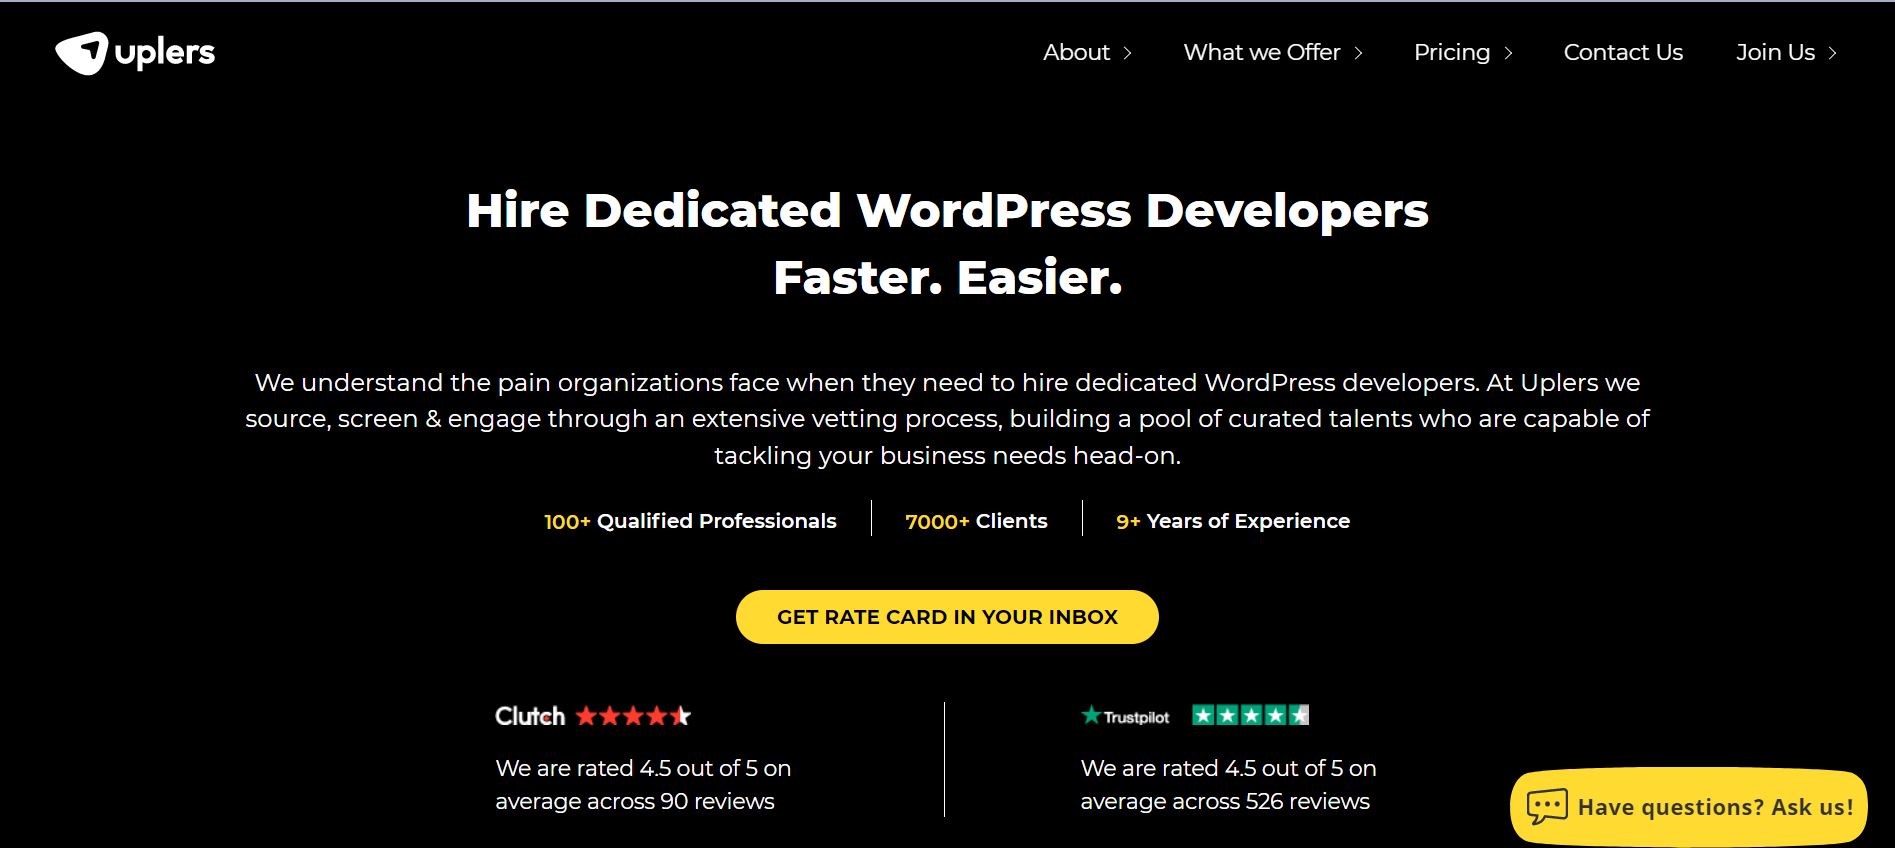 uplers
About What we Offer Pricing Contact Us Join Us
Hire Dedicated WordPress Developers
Faster. Easier.
We understand the pain organizations face when they need to hire dedicated WordPress developers. At Uplers we
source, screen & engage through an extensive vetting process, building a pool of curated talents who are capable of
tackling your business needs head-on.
100+ Qualified Professionals
7000+ Clients
9+ Years of Experience
GET RATE CARD IN YOUR INBOX
Clutch
We are rated 4.5 out of 5 on
average across 90 reviews
Trustpilot
We are rated 4.5 out of 5 on
average across 526 reviews
Have questions? Ask us!